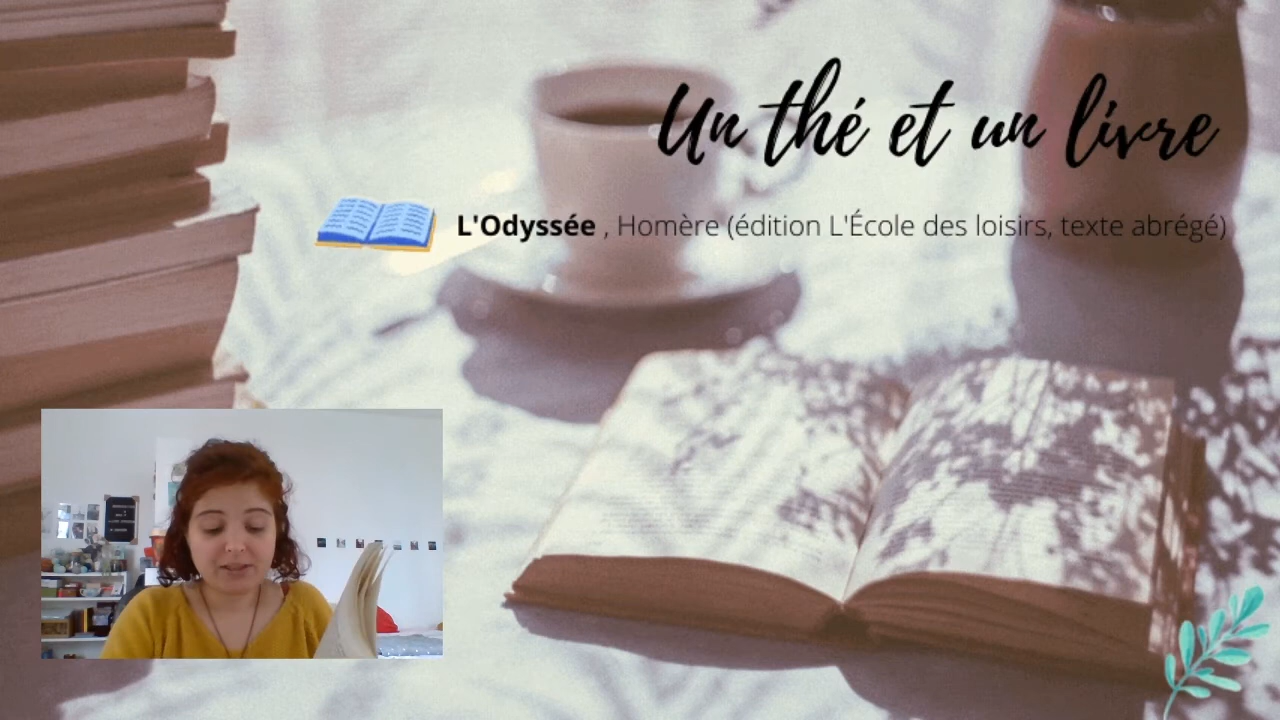 Un thé et un livre
L'Odyssée , Homère (édition L'École des loisirs, texte abrégé)